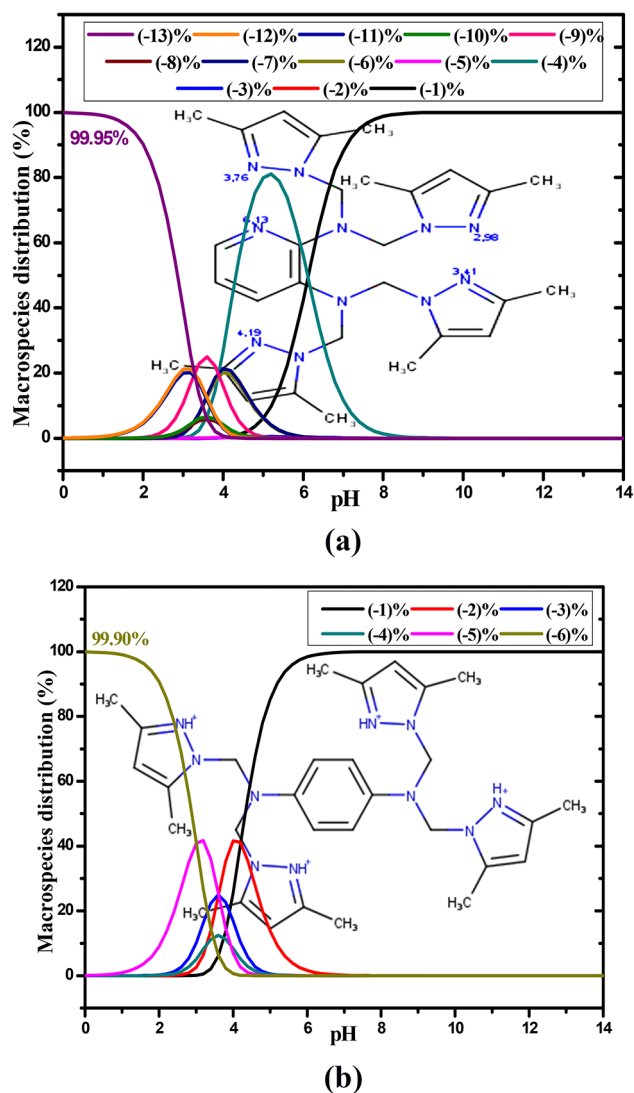 (-13)% (-12)% (-11)% (-10)% (-9)%
(-8)% (-7)% (-6)% (-5)% (-4)%
(-3)% (-2)% (-1)%
99.95%
Macrospecies distribution (%)
120
100
80
60
40
20
0
H₃C CH₃
3.76 N N
CH₃ CH₃
6.13 N N N N 2.98
3.41 N
N N CH₃
4.19 N N CH₃
H₃C
CH₃
0 2 4 6 8 10 12 14
pH
(a)
(-1)% (-2)% (-3)%
(-4)% (-5)% (-6)%
99.90%
Macrospecies distribution (%)
120
100
80
60
40
20
0
H₃C CH₃
H₃C NH⁺ HN⁺ N
N
N N H⁺
N CH₃
CH₃ N
N NH⁺
H₃C CH₃ CH₃
0 2 4 6 8 10 12 14
pH
(b)